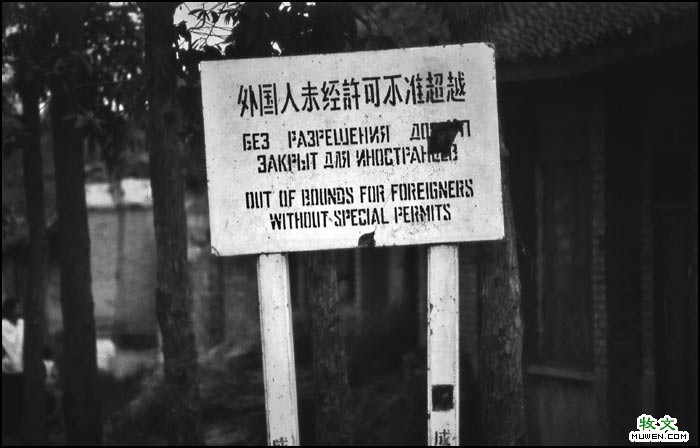 外国人未经許可不准超越
БЕЗ РАЗРЕШЕНИЯ
ЗАКРЫТ ДЛЯ ИНОСТРАНЦЕВ
OUT OF BOUNDS FOR FOREIGNERS
WITHOUT SPECIAL PERMITS
牧文
MUWEN.COM